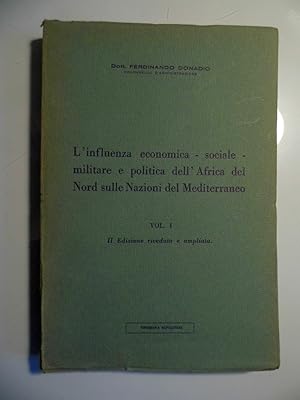 Dott. FERDINANDO DONADIO
L'influenza economica - sociale -
militare e politica dell'Africa del
Nord sulle Nazioni del Mediterraneo
VOL. I
II Edizione riveduta e ampliata.